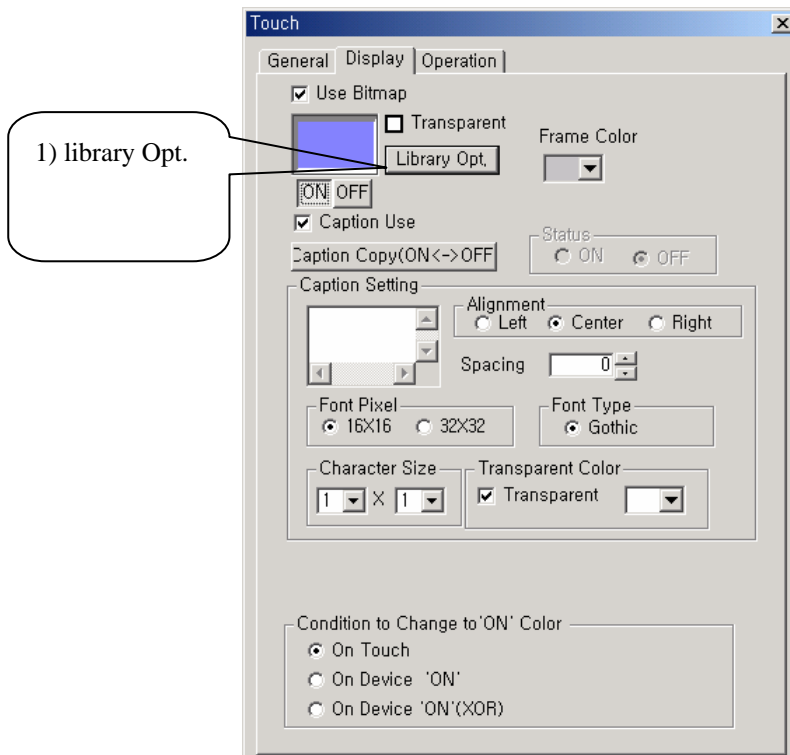 Touch
General Display Operation
Use Bitmap
Transparent
Frame Color
1) library Opt.
Library Opt,
ON OFF
Caption Use
Caption Copy(ON<->OFF
Status
ON OFF
Caption Setting
Alignment
Left Center Right
Spacing 0
Font Pixel
16X16 32X32
Font Type
Gothic
Character Size
1 X 1
Transparent Color
Transparent
Condition to Change to'ON' Color
On Touch
On Device 'ON'
On Device 'ON'(XOR)